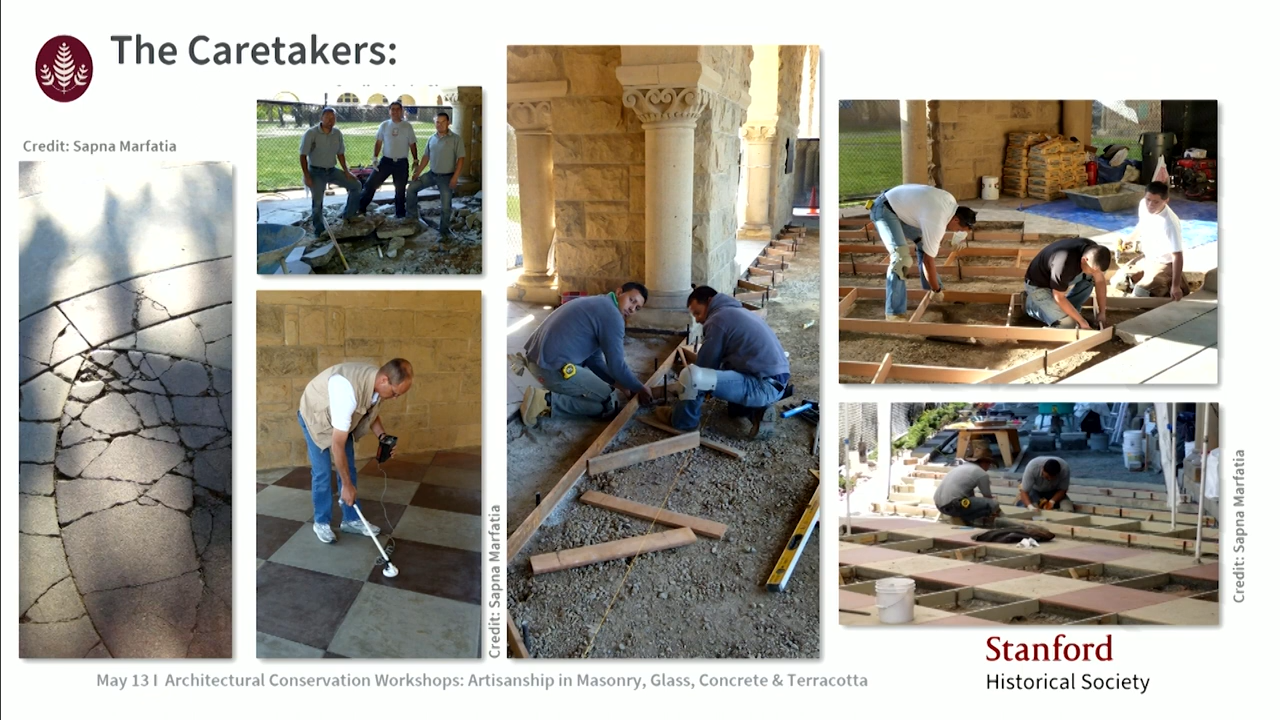 The Caretakers:
Credit: Sapna Marfatia
Credit: Sapna Marfatia
Credit: Sapna Marfatia
May 13 I Architectural Conservation Workshops: Artisanship in Masonry, Glass, Concrete & Terracotta
Stanford
Historical Society